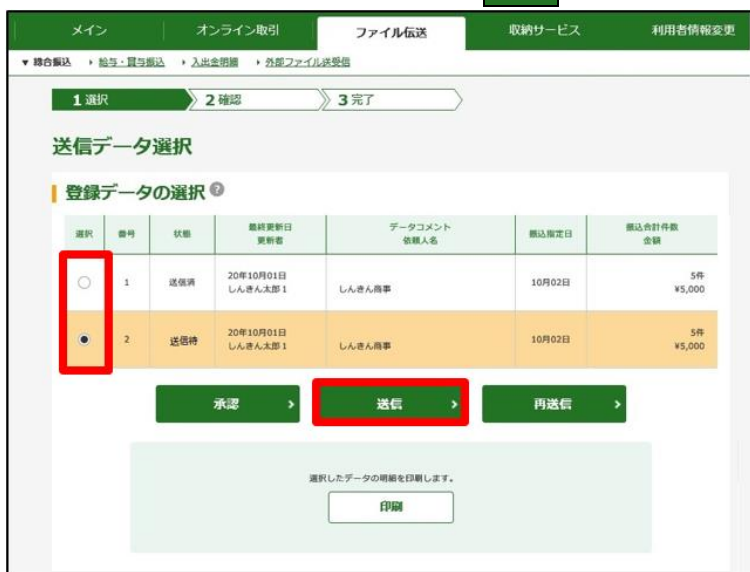 メイン オンライン取引 ファイル伝送 収納サービス 利用者情報変更
▼ 総合振込 ▸ 給与・賞与振込 ▸ 入出金明細 ▸ 外部ファイル送受信
1 選択 2 確認 3 完了
送信データ選択
登録データの選択 ?
選択 番号 状態 最終更新日 データコメント 振込指定日 振込合計件数
更新者 依頼人名 金額
1 送信済 20年10月01日 10月02日 5件
しんきん太郎1 しんきん商事 ¥5,000
2 送信待 20年10月01日 10月02日 5件
しんきん太郎1 しんきん商事 ¥5,000
承認 › 送信 › 再送信 ›
選択したデータの明細を印刷します。
印刷